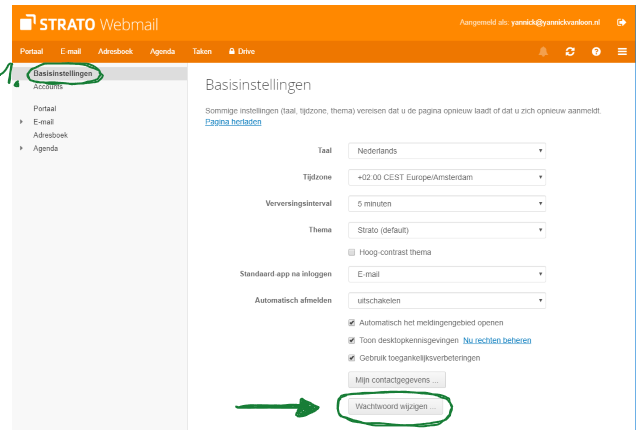 STRATO Webmail
Aangemeld als: yannick@yannickvanloon.nl
Portaal E-mail Adresboek Agenda Taken Drive
1.
Basisinstellingen
Accounts
Portaal
E-mail
Adresboek
Agenda
Basisinstellingen
Sommige instellingen (taal, tijdzone, thema) vereisen dat u de pagina opnieuw laadt of dat u zich opnieuw aanmeldt.
Pagina herladen
Taal Nederlands
Tijdzone +02:00 CEST Europe/Amsterdam
Verversingsinterval 5 minuten
Thema Strato (default)
Hoog-contrast thema
Standaard-app na inloggen E-mail
Automatisch afmelden uitschakelen
Automatisch het meldingengebied openen
Toon desktopkennisgevingen Nu rechten beheren
Gebruik toegankelijksverbeteringen
Mijn contactgegevens ...
Wachtwoord wijzigen ...